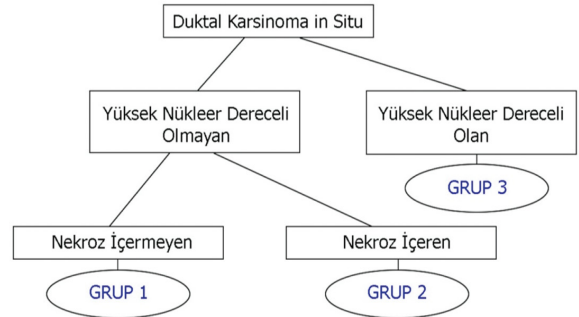 Duktal Karsinoma in Situ
Yüksek Nükleer Dereceli
Olmayan
Yüksek Nükleer Dereceli
Olan
GRUP 3
Nekroz İçermeyen
Nekroz İçeren
GRUP 1
GRUP 2